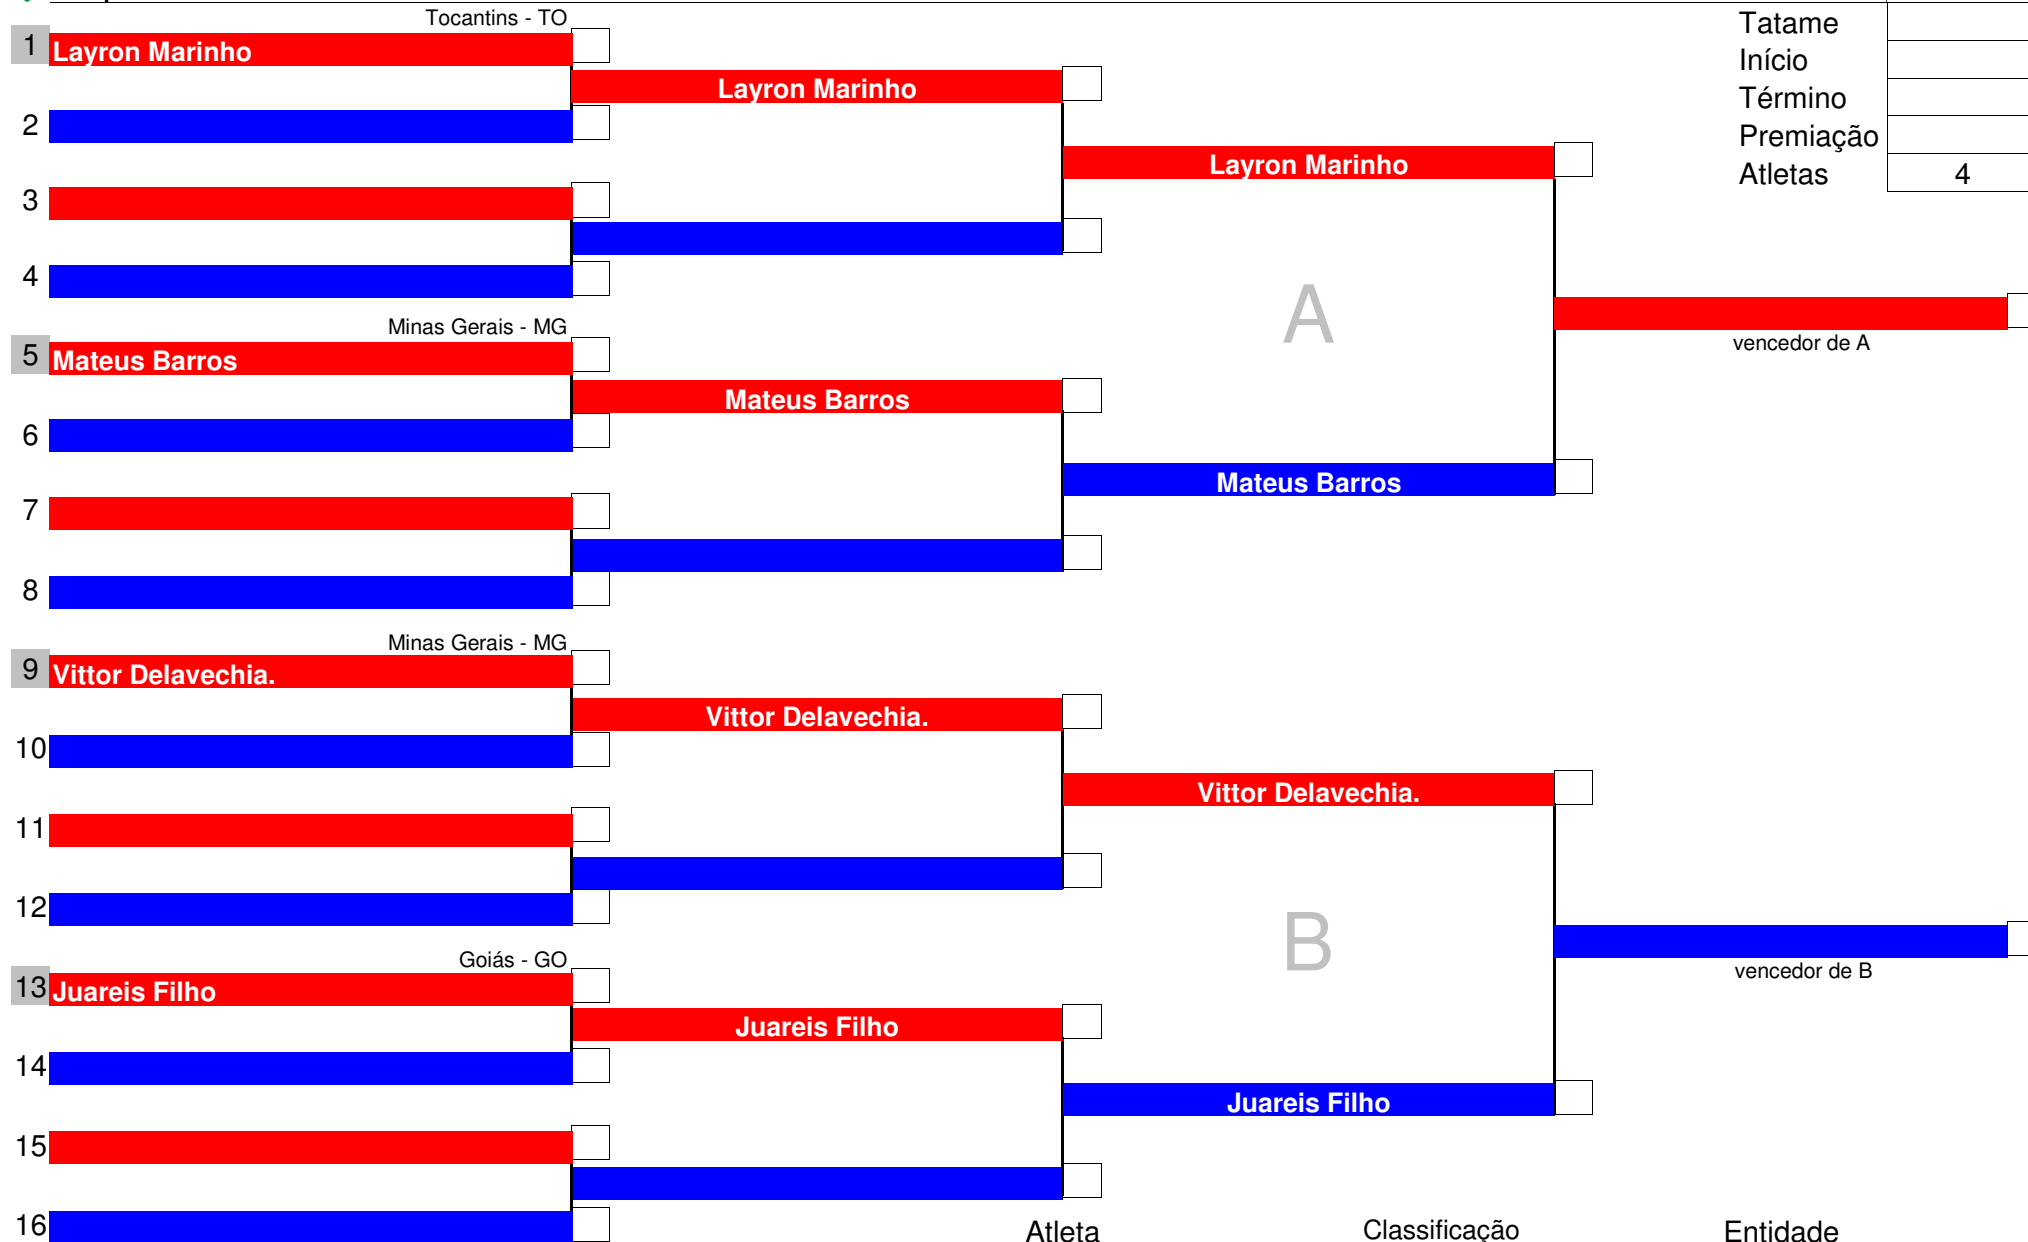 Tocantins - TO
1 Layron Marinho
Layron Marinho
2
Layron Marinho
3
4
Minas Gerais - MG
5 Mateus Barros
Mateus Barros
6
Mateus Barros
7
8
A
vencedor de A
Minas Gerais - MG
9 Vittor Delavechia.
Vittor Delavechia.
10
Vittor Delavechia.
11
12
Goiás - GO
13 Juareis Filho
Juareis Filho
14
Juareis Filho
15
16
B
vencedor de B
Tatame
Início
Término
Premiação
Atletas 4
Atleta Classificação Entidade